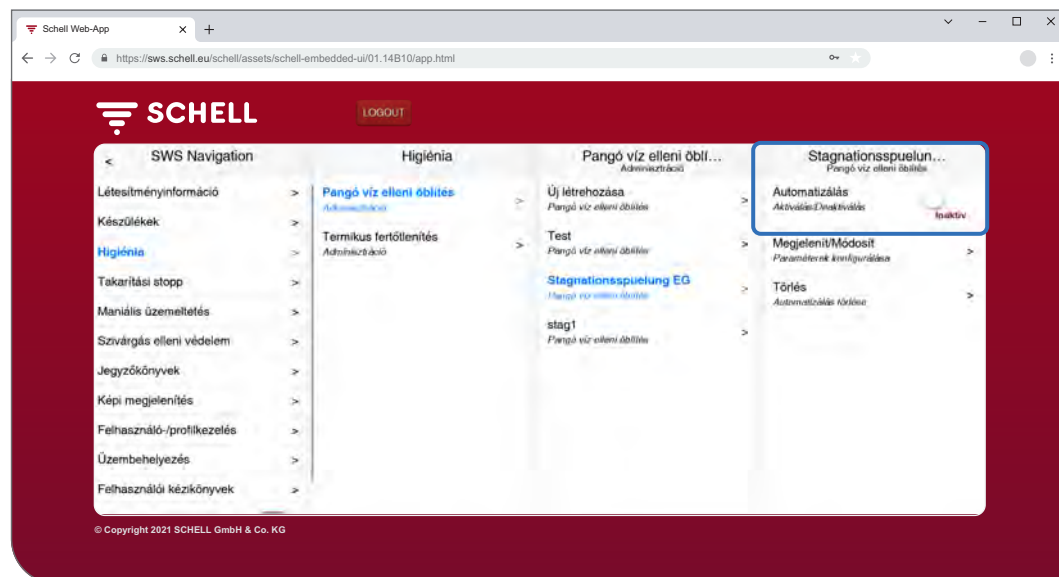 Schell Web-App
https://sws.schell.eu/schell/assets/schell-embedded-ui/01.14B10/app.html
SCHELL
LOGOUT
< SWS Navigation
Létesítményinformáció >
Készülékek >
Higiénia >
Takarítási stopp >
Maniális üzemeltetés >
Szivárgás elleni védelem >
Jegyzőkönyvek >
Képi megjelenítés >
Felhasználó-/profilkezelés >
Üzembehelyezés >
Felhasználói kézikönyvek >
Higiénia
Pangó víz elleni öblítés >
Adminisztráció
Termikus fertőtlenítés >
Adminisztráció
Pangó víz elleni öblí...
Adminisztráció
Új létrehozása >
Pangó víz elleni öblítés
Test >
Pangó víz elleni öblítés
Stagnationsspuelung EG >
Pangó víz elleni öblítés
stag1 >
Pangó víz elleni öblítés
Stagnationsspuelun...
Pangó víz elleni öblítés
Automatizálás
Aktiválás/Deaktiválás
Inaktív
Megjelenít/Módosít >
Paraméterek konfigurálása
Törlés >
Automatizálás törlése
© Copyright 2021 SCHELL GmbH & Co. KG